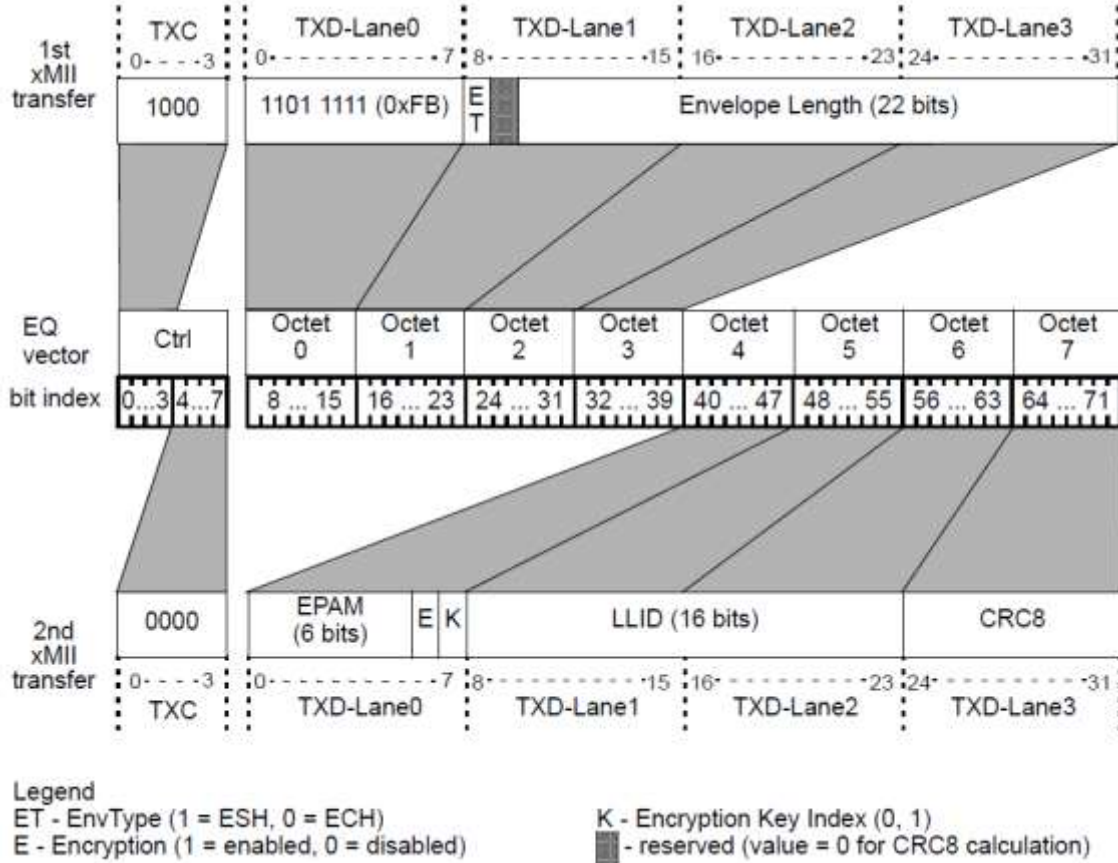 TXC TXD-Lane0 TXD-Lane1 TXD-Lane2 TXD-Lane3
0 3 0 7 8 15 16 23 24 31
1st
xMII
transfer
1000 1101 1111 (0xFB) E
T Envelope Length (22 bits)
EQ
vector
Ctrl Octet
0 Octet
1 Octet
2 Octet
3 Octet
4 Octet
5 Octet
6 Octet
7
bit index 0...3 4...7 8 ... 15 16 ... 23 24 ... 31 32 ... 39 40 ... 47 48 ... 55 56 ... 63 64 ... 71
2nd
xMII
transfer
0000 EPAM
(6 bits) E K LLID (16 bits) CRC8
0 3 0 7 8 15 16 23 24 31
TXC TXD-Lane0 TXD-Lane1 TXD-Lane2 TXD-Lane3
Legend
ET - EnvType (1 = ESH, 0 = ECH)
E - Encryption (1 = enabled, 0 = disabled)
K - Encryption Key Index (0, 1)
- reserved (value = 0 for CRC8 calculation)